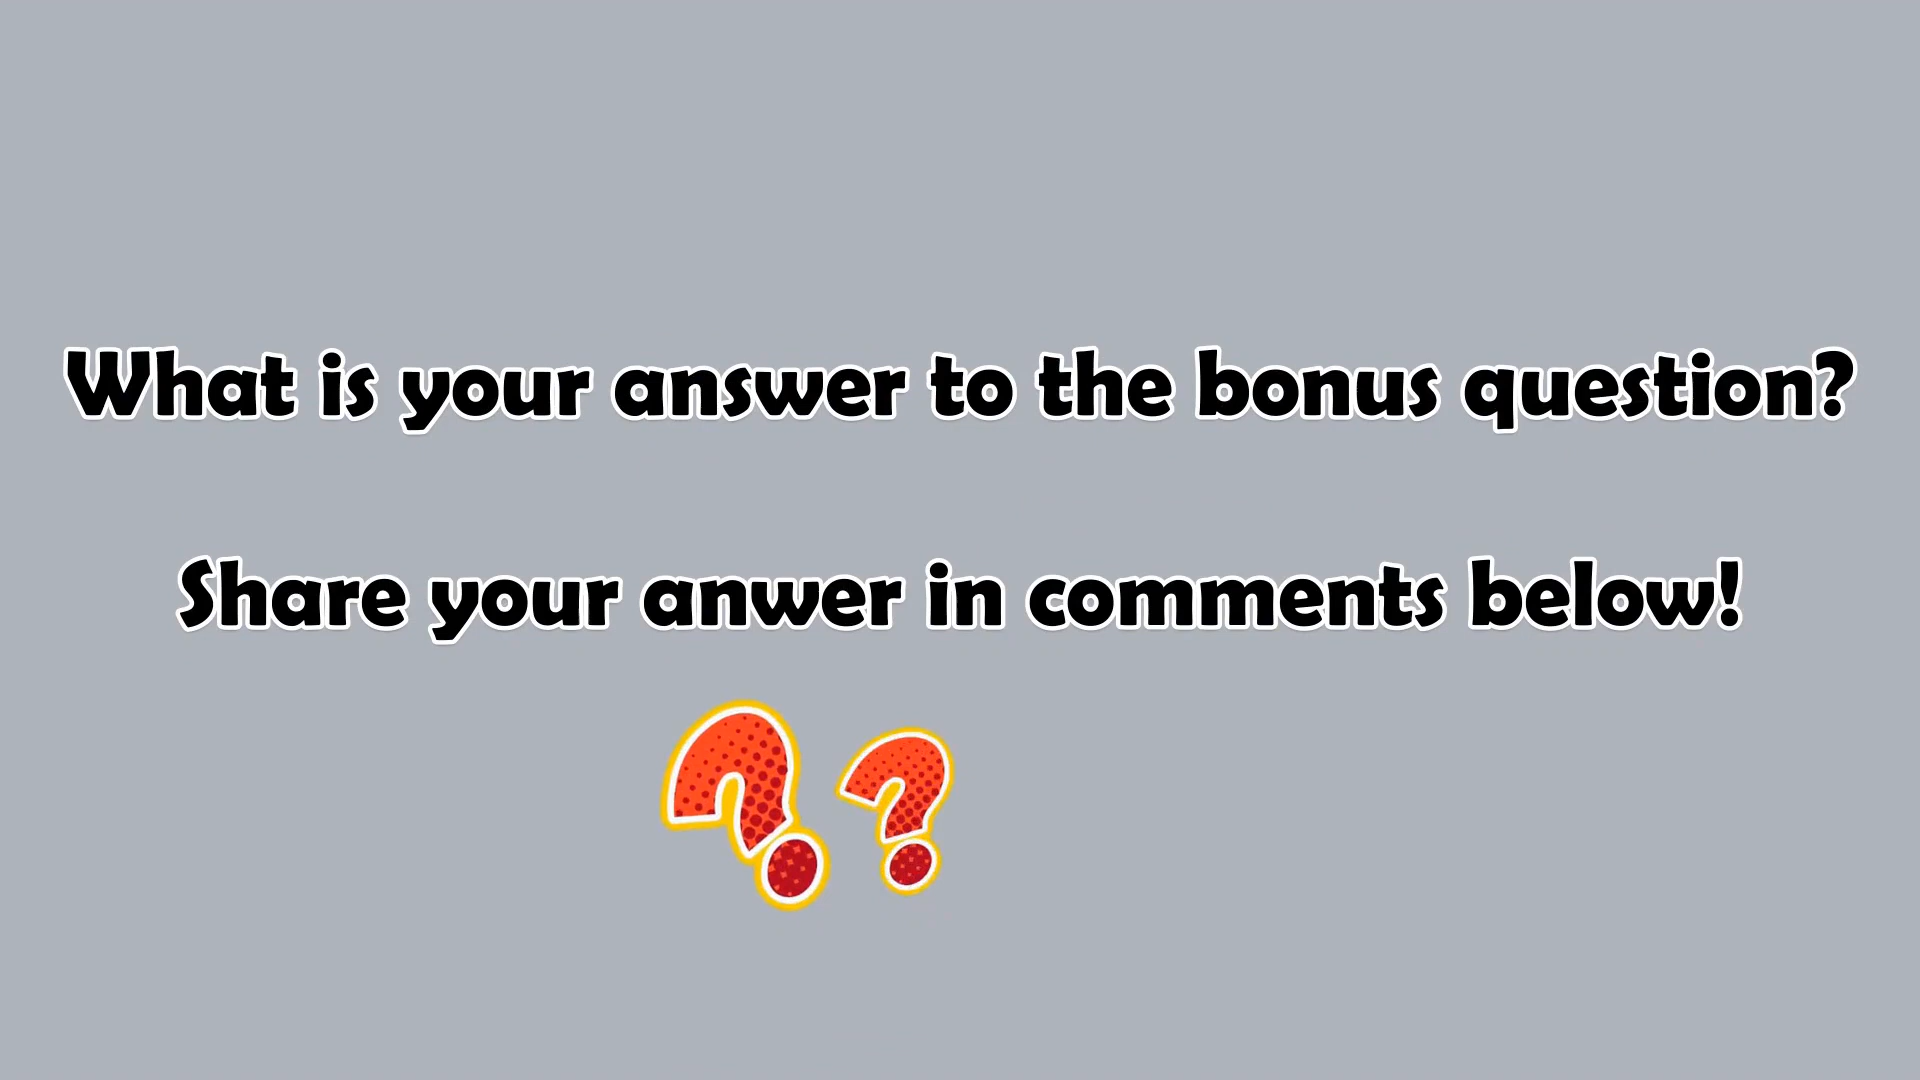 What is your answer to the bonus question?
Share your anwer in comments below!
??